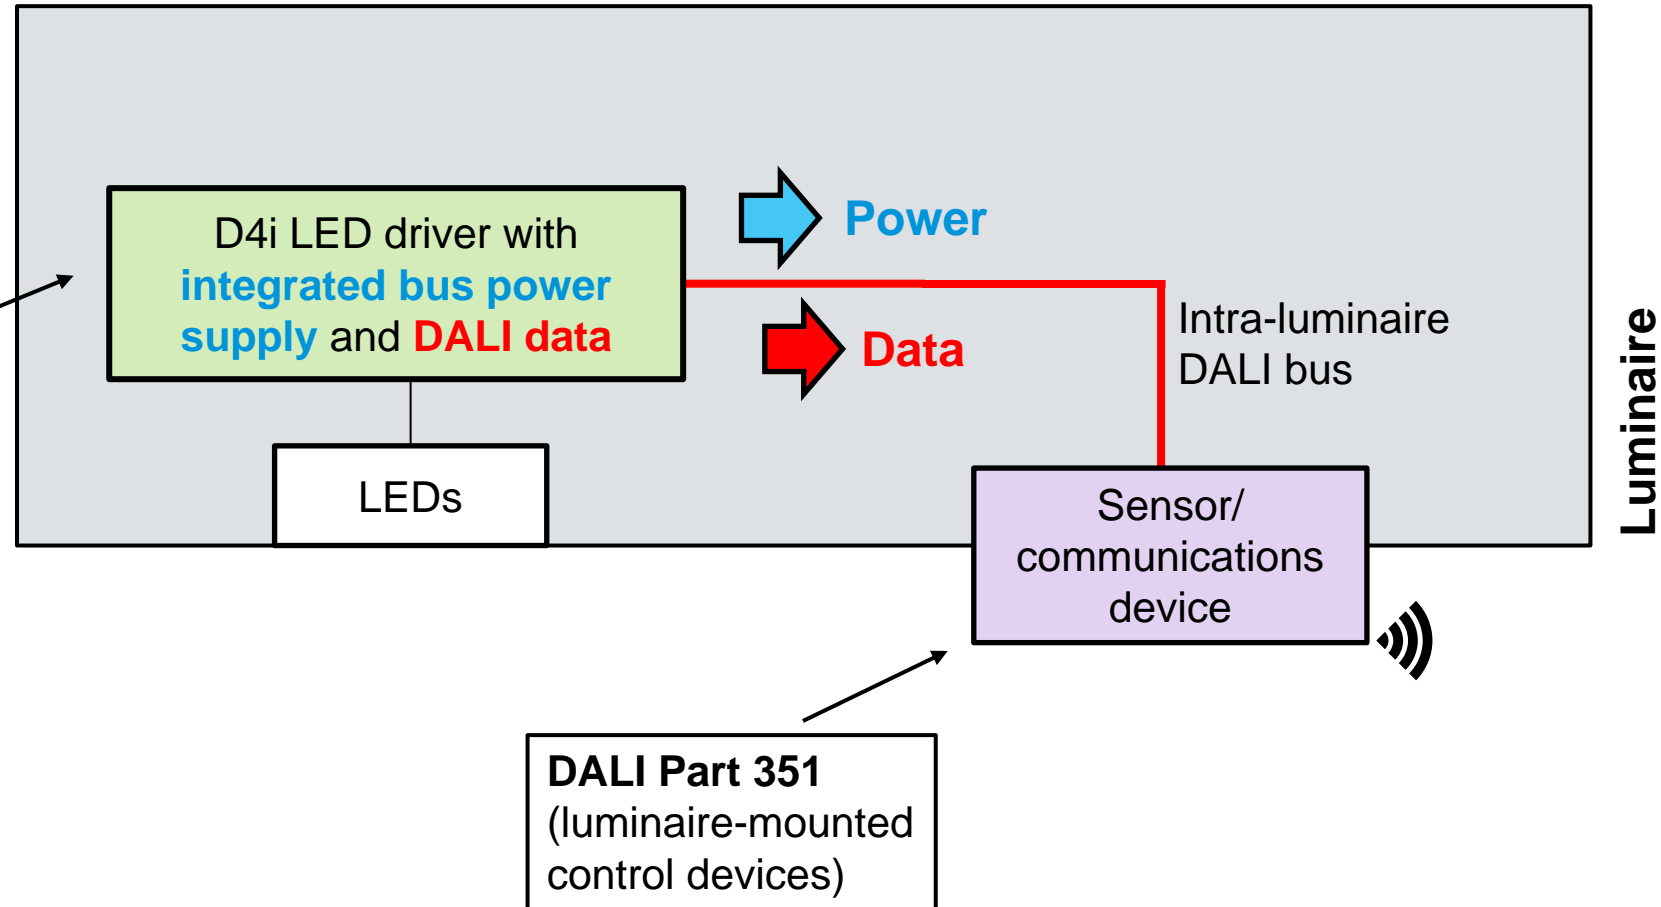 D4i LED driver with
integrated bus power
supply and DALI data
Power
Data
Intra-luminaire
DALI bus
Luminaire
LEDs
Sensor/
communications
device
DALI Part 351
(luminaire-mounted
control devices)